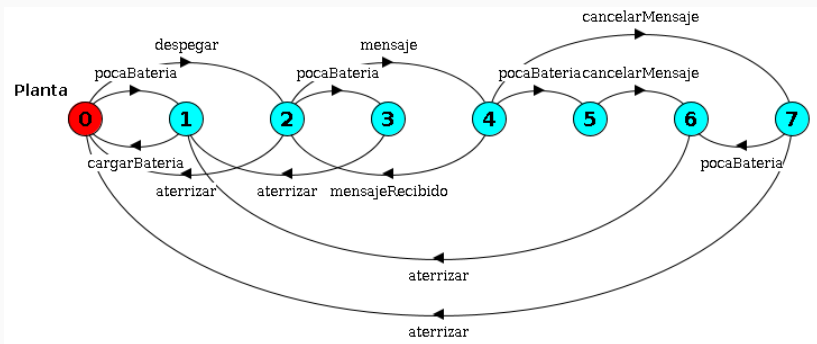 cancelarMensaje
despegar
mensaje
pocaBateria
pocaBateria
pocaBateria
cancelarMensaje
Planta
0
1
2
3
4
5
6
7
cargarBateria
pocaBateria
aterrizar
aterrizar
mensajeRecibido
aterrizar
aterrizar